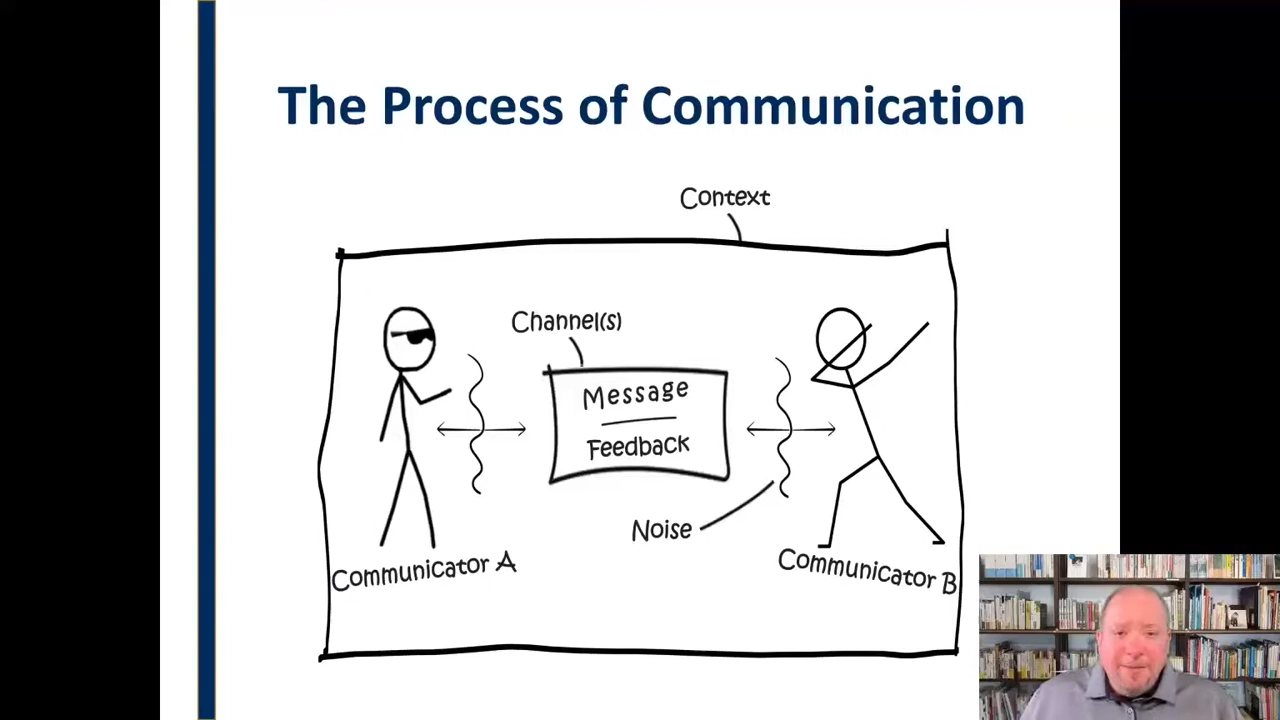 The Process of Communication
Context
Channel(s)
Message
Feedback
Noise
Communicator A
Communicator B